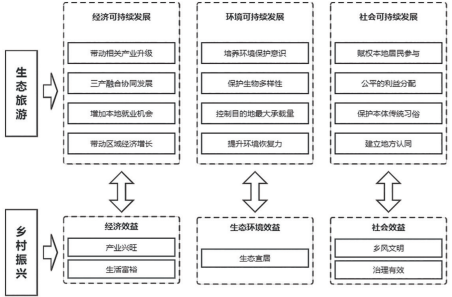 生态旅游
经济可持续发展
带动相关产业升级
三产融合协同发展
增加本地就业机会
带动区域经济增长
环境可持续发展
培养环境保护意识
保护生物多样性
控制目的地最大承载量
提升环境恢复力
社会可持续发展
赋权本地居民参与
公平的利益分配
保护本体传统习俗
建立地方认同
乡村振兴
经济效益
产业兴旺
生活富裕
生态环境效益
生态宜居
社会效益
乡风文明
治理有效